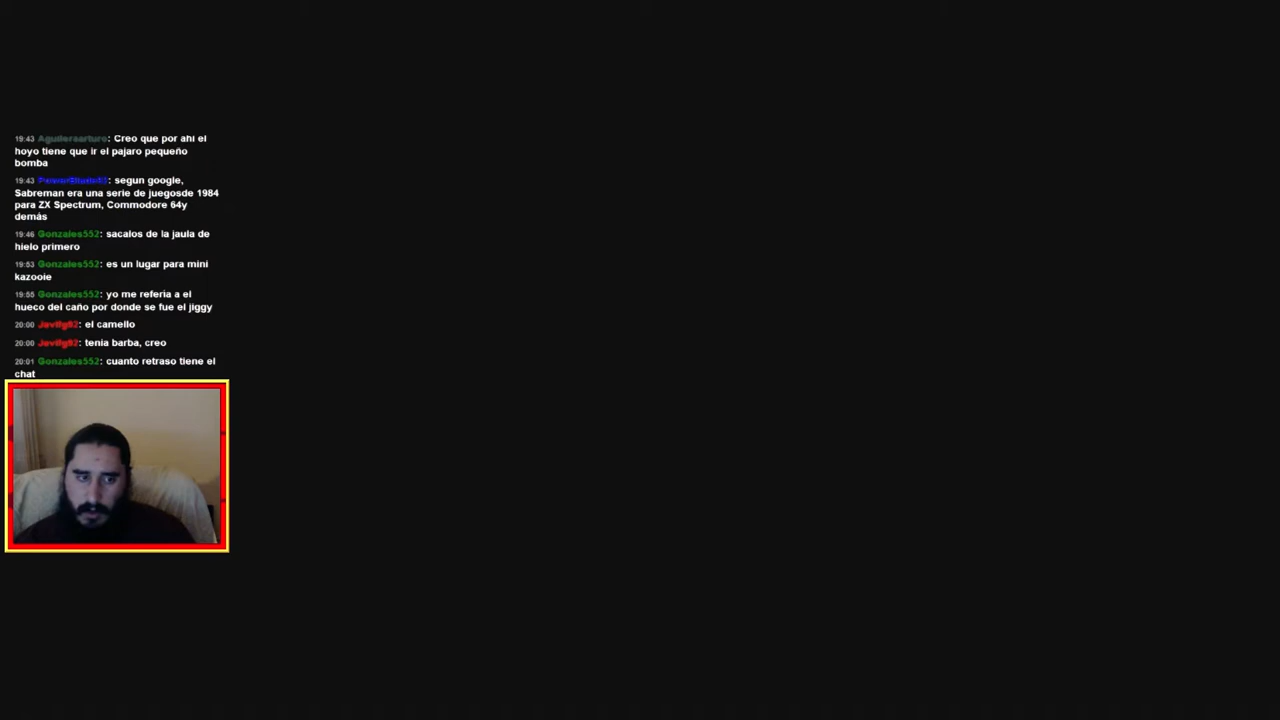 19:43 Aguileraarturo: Creo que por ahi el
hoyo tiene que ir el pajaro pequeño
bomba
19:43 : segun google,
Sabreman era una serie de juegosde 1984
para ZX Spectrum, Commodore 64y
demás
19:46 Gonzales552: sacalos de la jaula de
hielo primero
19:53 Gonzales552: es un lugar para mini
kazooie
19:55 Gonzales552: yo me referia a el
hueco del caño por donde se fue el jiggy
20:00 Javifg92: el camello
20:00 Javifg92: tenia barba, creo
20:01 Gonzales552: cuanto retraso tiene el
chat